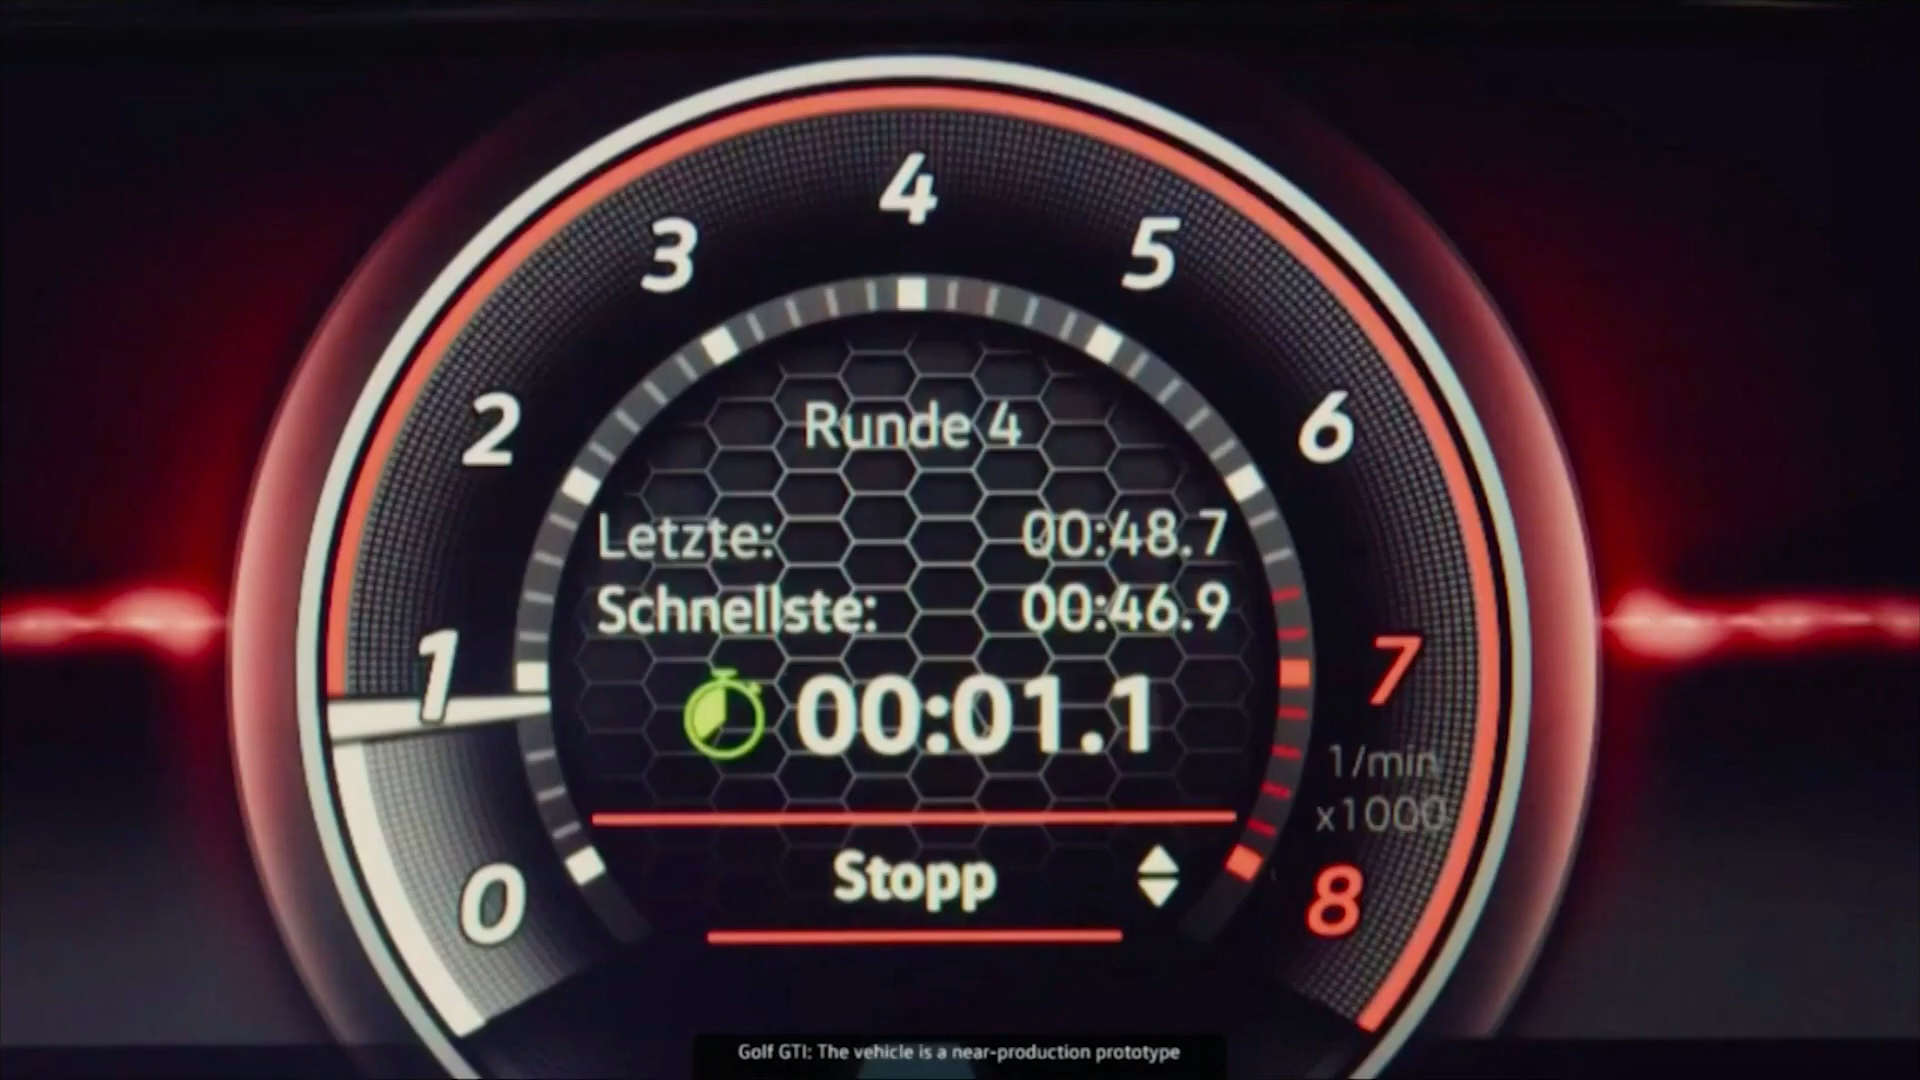 4
3
5
2
6
Runde 4
Letzte: 00:48.7
Schnellste: 00:46.9
1
7
00:01.1
1/min
x1000
Stopp
0
8
Golf GTI: The vehicle is a near-production prototype